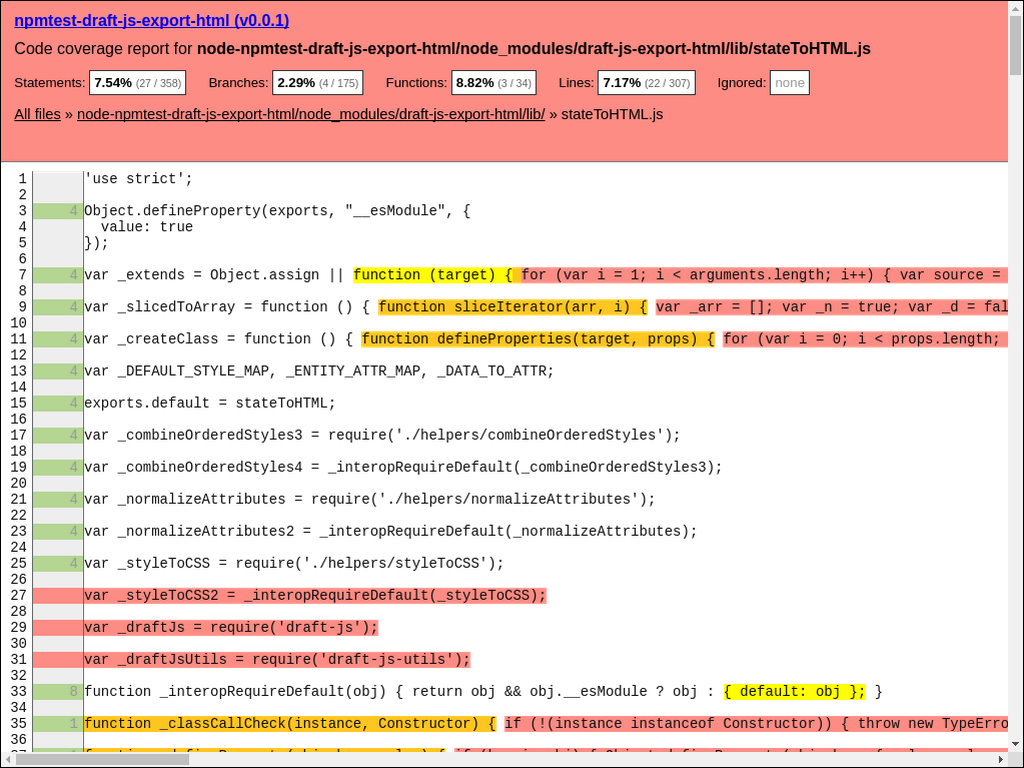 npmtest-draft-js-export-html (v0.0.1)
Code coverage report for node-npmtest-draft-js-export-html/node_modules/draft-js-export-html/lib/stateToHTML.js
Statements: 7.54% (27 / 358) Branches: 2.29% (4 / 175) Functions: 8.82% (3 / 34) Lines: 7.17% (22 / 307) Ignored: none
All files » node-npmtest-draft-js-export-html/node_modules/draft-js-export-html/lib/ » stateToHTML.js
1 'use strict';
2
3 4 Object.defineProperty(exports, "__esModule", {
4 value: true
5 });
6
7 4 var _extends = Object.assign || function (target) { for (var i = 1; i < arguments.length; i++) { var source =
8
9 4 var _slicedToArray = function () { function sliceIterator(arr, i) { var _arr = []; var _n = true; var _d = fal
10
11 4 var _createClass = function () { function defineProperties(target, props) { for (var i = 0; i < props.length;
12
13 4 var _DEFAULT_STYLE_MAP, _ENTITY_ATTR_MAP, _DATA_TO_ATTR;
14
15 4 exports.default = stateToHTML;
16
17 4 var _combineOrderedStyles3 = require('./helpers/combineOrderedStyles');
18
19 4 var _combineOrderedStyles4 = _interopRequireDefault(_combineOrderedStyles3);
20
21 4 var _normalizeAttributes = require('./helpers/normalizeAttributes');
22
23 4 var _normalizeAttributes2 = _interopRequireDefault(_normalizeAttributes);
24
25 4 var _styleToCSS = require('./helpers/styleToCSS');
26
27 var _styleToCSS2 = _interopRequireDefault(_styleToCSS);
28
29 var _draftJs = require('draft-js');
30
31 var _draftJsUtils = require('draft-js-utils');
32
33 8 function _interopRequireDefault(obj) { return obj && obj.__esModule ? obj : { default: obj }; }
34
35 1 function _classCallCheck(instance, Constructor) { if (!(instance instanceof Constructor)) { throw new TypeErro
36